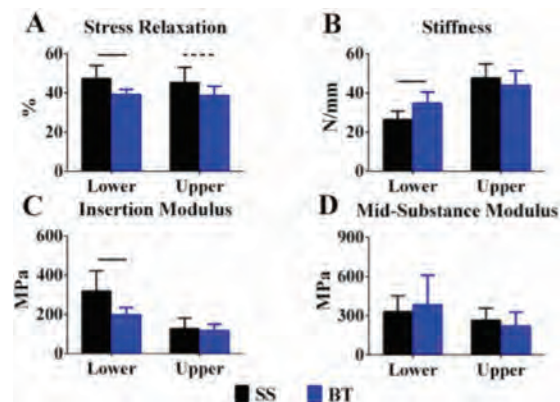 A Stress Relaxation
60
40
20
0
%
Lower Upper
B Stiffness
60
40
20
0
N/mm
Lower Upper
C Insertion Modulus
600
400
200
0
MPa
Lower Upper
D Mid-Substance Modulus
900
600
300
0
MPa
Lower Upper
SS BT